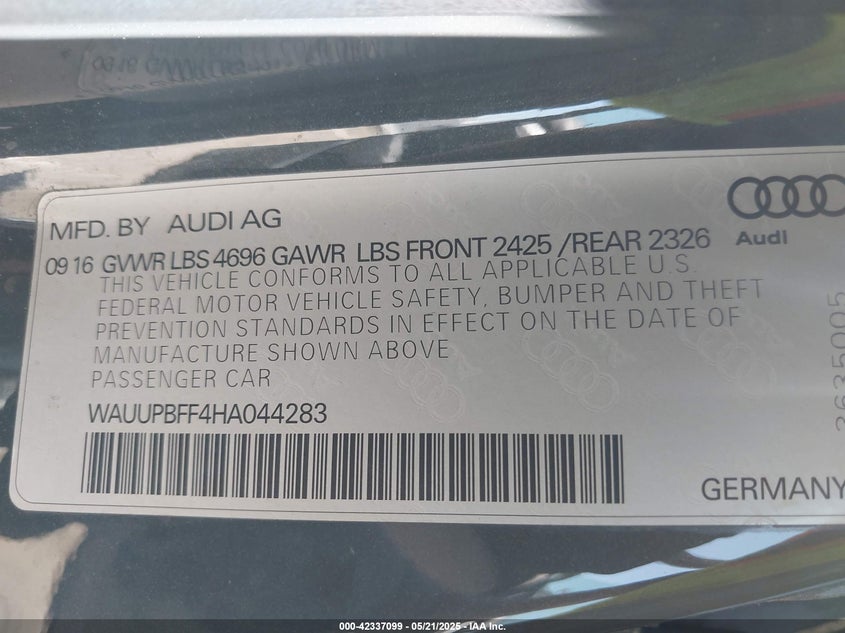 MFD. BY AUDI AG
Audi
09 16 GVWR LBS 4696 GAWR LBS FRONT 2425 /REAR 2326
THIS VEHICLE CONFORMS TO ALL APPLICABLE U.S.
FEDERAL MOTOR VEHICLE SAFETY, BUMPER AND THEFT
PREVENTION STANDARDS IN EFFECT ON THE DATE OF
MANUFACTURE SHOWN ABOVE
PASSENGER CAR
WAUUPBFF4HA044283
GERMANY
3635005
000-42337099 - 05/21/2025 - IAA Inc.